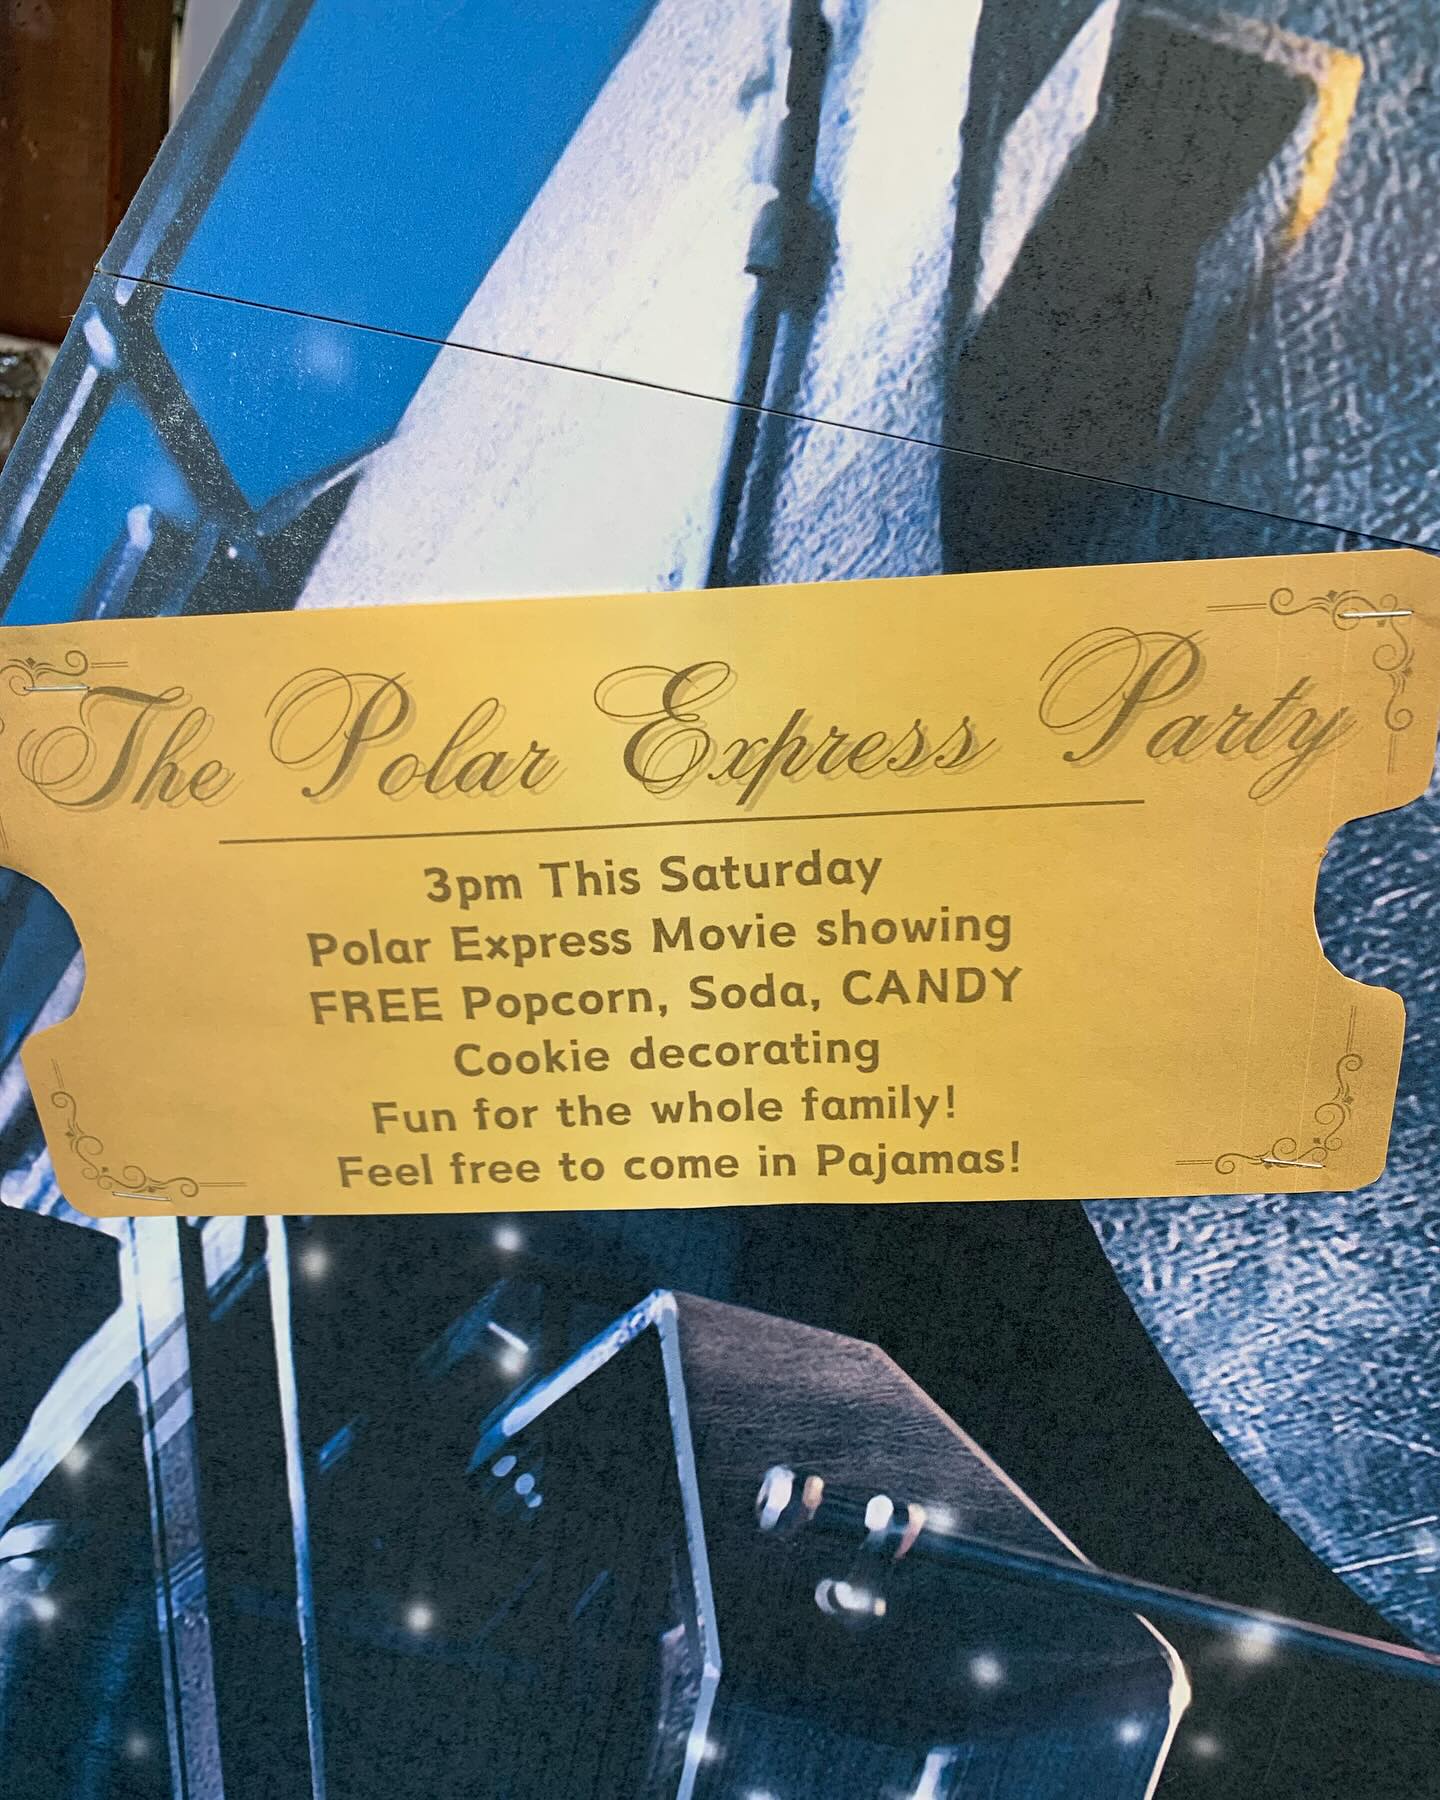 The Polar Express Party
3pm This Saturday
Polar Express Movie showing
FREE Popcorn, Soda, CANDY
Cookie decorating
Fun for the whole family!
Feel free to come in Pajamas!